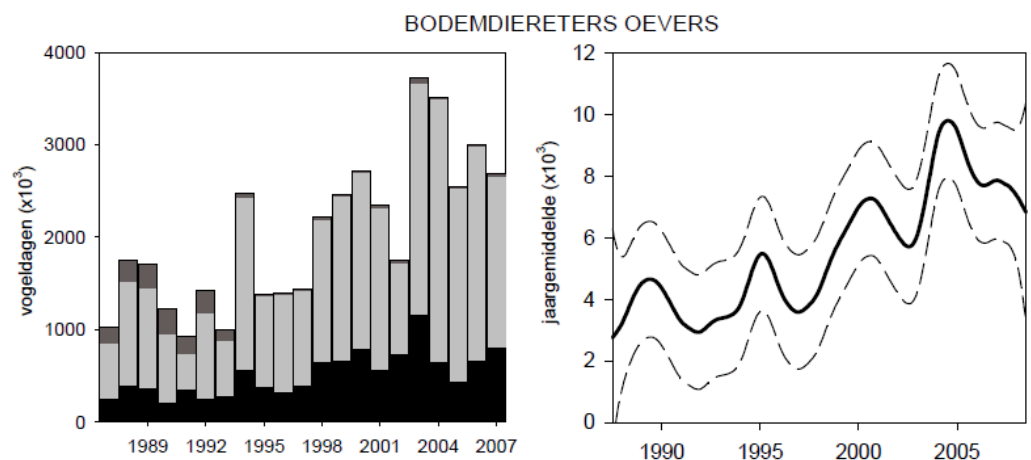 BODEMDIERETERS OEVERS
vogeldagen (x10³)
4000
3000
2000
1000
0
1989 1992 1995 1998 2001 2004 2007
jaargemiddelde (x10³)
12
10
8
6
4
2
0
1990 1995 2000 2005